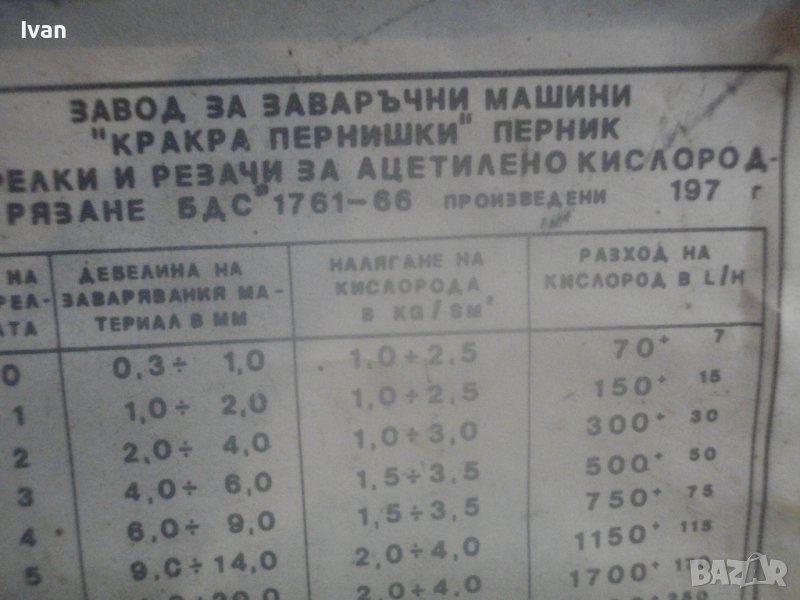 Ivan
ЗАВОД ЗА ЗАВАРЪЧНИ МАШИНИ
"КРАКРА ПЕРНИШКИ" ПЕРНИК
РЕЛКИ И РЕЗАЧИ ЗА АЦЕТИЛЕНО КИСЛОРОД-
РЯЗАНЕ БДС 1761-66 ПРОИЗВЕДЕНИ 197 г
НА ДЕБЕЛИНА НА НАЛЯГАНЕ НА РАЗХОД НА
РЕЛ- ЗАВАРЯВАНИЯ МА- КИСЛОРОДА КИСЛОРОД В L/H
АТА ТЕРИАЛ В ММ В KG/SM²
0 0,3÷ 1,0 1,0÷2,5 70+ 7
1 1,0÷ 2,0 1,0÷2,5 150+ 15
2 2,0÷ 4,0 1,0÷3,0 300+ 30
3 4,0÷ 6,0 1,5÷3,5 500+ 50
4 6,0÷ 9,0 1,5÷3,5 750+ 75
5 9,0÷14,0 2,0÷4,0 1150+ 115
2,0÷4,0 1700+
BAZAR